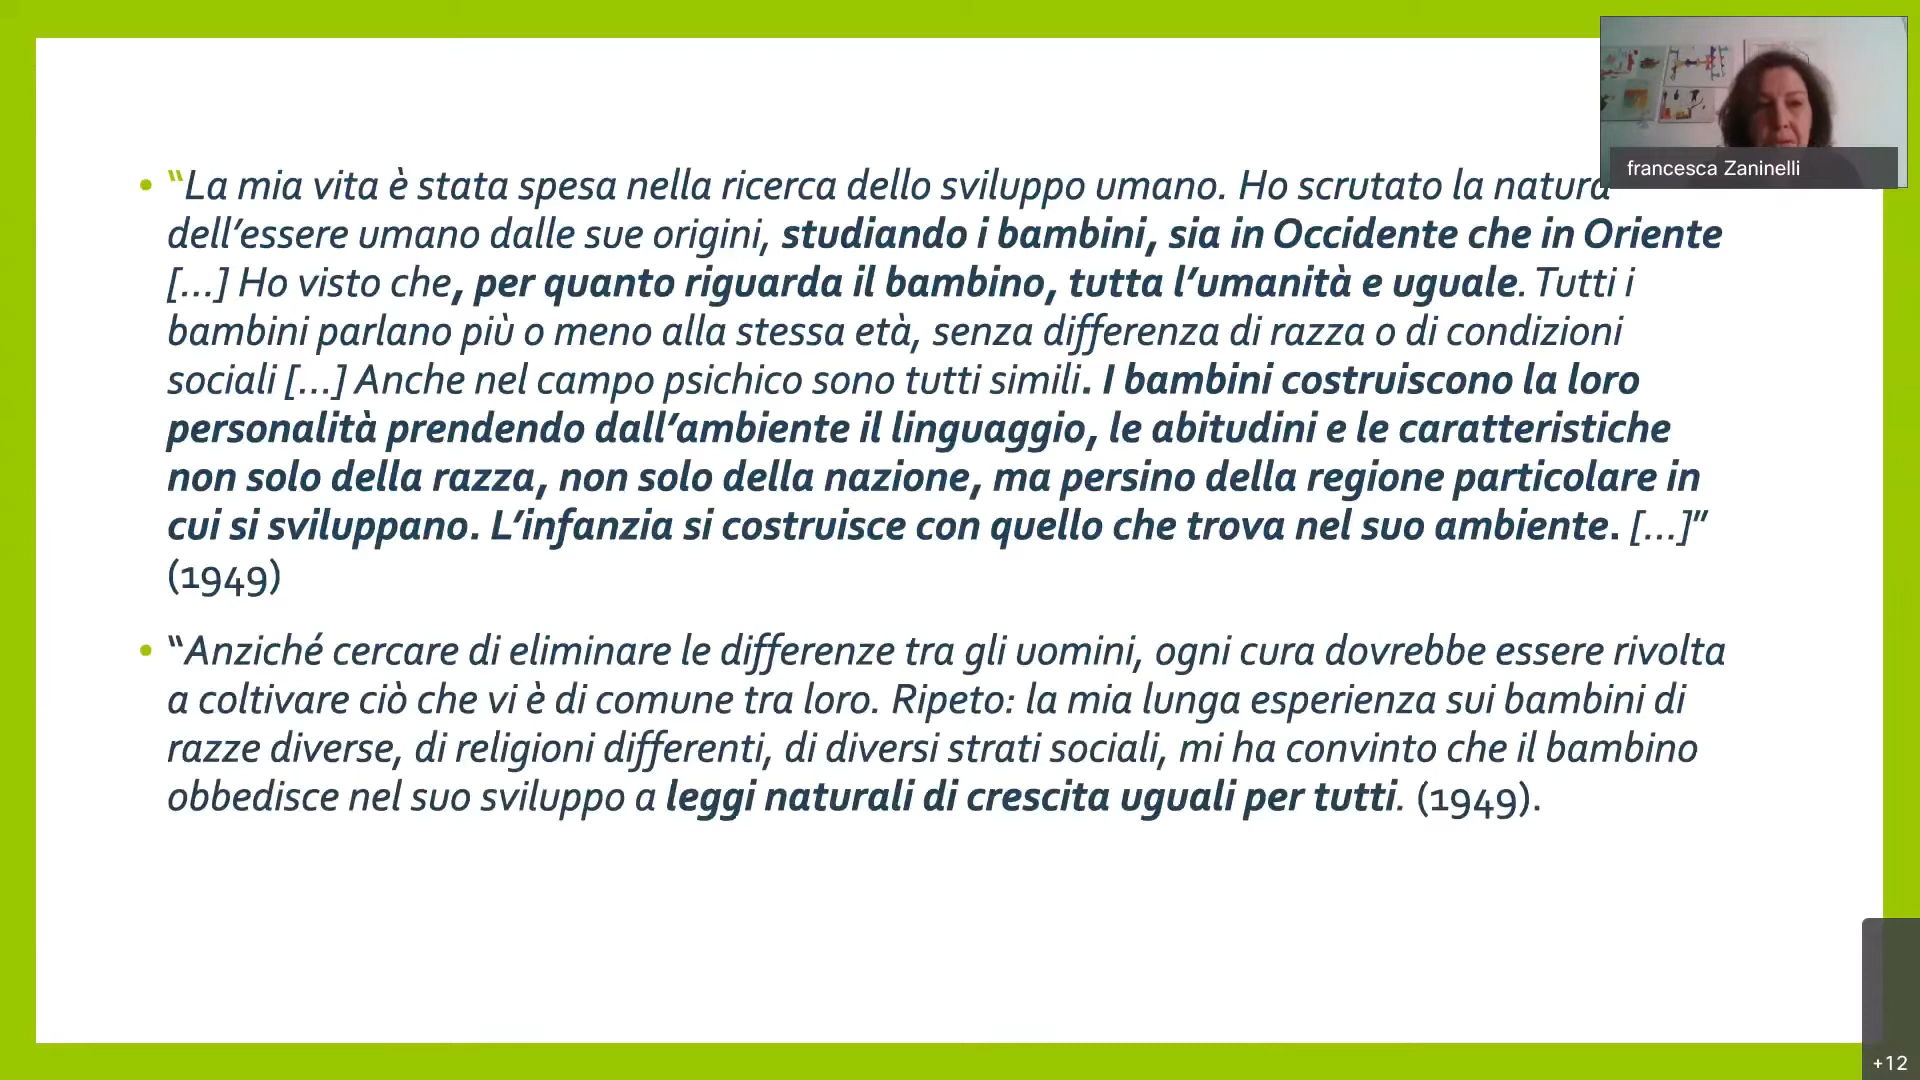 francesca Zaninelli
• “La mia vita è stata spesa nella ricerca dello sviluppo umano. Ho scrutato la natura
dell’essere umano dalle sue origini, studiando i bambini, sia in Occidente che in Oriente
[...] Ho visto che, per quanto riguarda il bambino, tutta l’umanità e uguale. Tutti i
bambini parlano più o meno alla stessa età, senza differenza di razza o di condizioni
sociali [...] Anche nel campo psichico sono tutti simili. I bambini costruiscono la loro
personalità prendendo dall’ambiente il linguaggio, le abitudini e le caratteristiche
non solo della razza, non solo della nazione, ma persino della regione particolare in
cui si sviluppano. L’infanzia si costruisce con quello che trova nel suo ambiente. [...]”
(1949)
• “Anziché cercare di eliminare le differenze tra gli uomini, ogni cura dovrebbe essere rivolta
a coltivare ciò che vi è di comune tra loro. Ripeto: la mia lunga esperienza sui bambini di
razze diverse, di religioni differenti, di diversi strati sociali, mi ha convinto che il bambino
obbedisce nel suo sviluppo a leggi naturali di crescita uguali per tutti. (1949).
+12